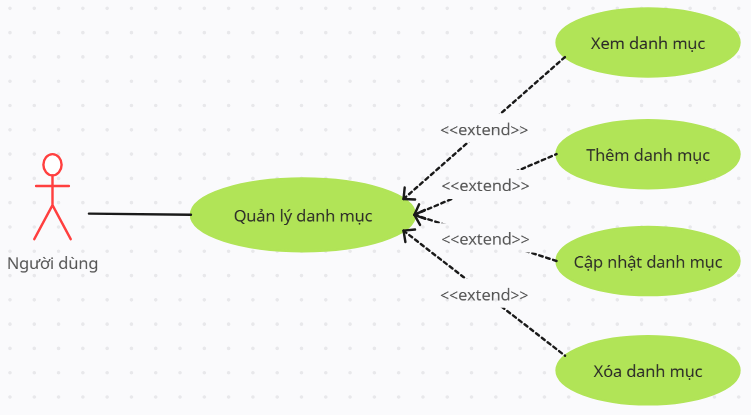 Xem danh mục
<<extend>>
Thêm danh mục
<<extend>>
Quản lý danh mục
<<extend>>
Người dùng
Cập nhật danh mục
<<extend>>
Xóa danh mục